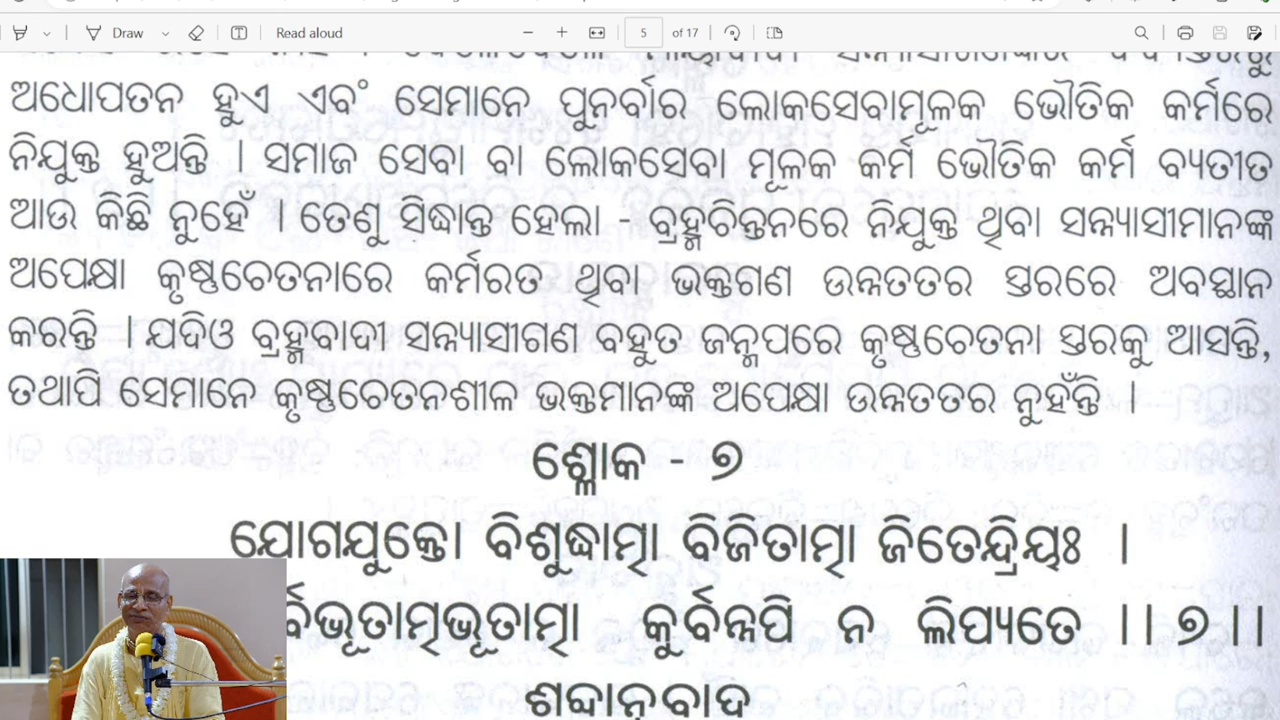 Draw
Read aloud
5 of 17
ଅଧୋପତନ ହୁଏ ଏବଂ ସେମାନେ ପୁନର୍ବାର ଲୋକସେବାମୂଳକ ଭୌତିକ କର୍ମରେ
ନିଯୁକ୍ତ ହୁଅନ୍ତି । ସମାଜ ସେବା ବା ଲୋକସେବା ମୂଳକ କର୍ମ ଭୌତିକ କର୍ମ ବ୍ୟତୀତ
ଆଉ କିଛି ନୁହେଁ । ତେଣୁ ସିଦ୍ଧାନ୍ତ ହେଲା - ବ୍ରହ୍ମଚିନ୍ତନରେ ନିଯୁକ୍ତ ଥିବା ସନ୍ନ୍ୟାସୀମାନଙ୍କ
ଅପେକ୍ଷା କୃଷ୍ଣଚେତନାରେ କର୍ମରତ ଥିବା ଭକ୍ତଗଣ ଉନ୍ନତତର ସ୍ତରରେ ଅବସ୍ଥାନ
କରନ୍ତି । ଯଦିଓ ବ୍ରହ୍ମବାଦୀ ସନ୍ନ୍ୟାସୀଗଣ ବହୁତ ଜନ୍ମପରେ କୃଷ୍ଣଚେତନା ସ୍ତରକୁ ଆସନ୍ତି,
ତଥାପି ସେମାନେ କୃଷ୍ଣଚେତନଶୀଳ ଭକ୍ତମାନଙ୍କ ଅପେକ୍ଷା ଉନ୍ନତତର ନୁହଁନ୍ତି ।
ଶ୍ଳୋକ - ୭
ଯୋଗଯୁକ୍ତୋ ବିଶୁଦ୍ଧାତ୍ମା ବିଜିତାତ୍ମା ଜିତେନ୍ଦ୍ରିୟଃ ।
ର୍ବଭୂତାତ୍ମଭୂତାତ୍ମା କୁର୍ବନ୍ନପି ନ ଲିପ୍ୟତେ ।।୭।।
ଶବ୍ଦାନୁବାଦ